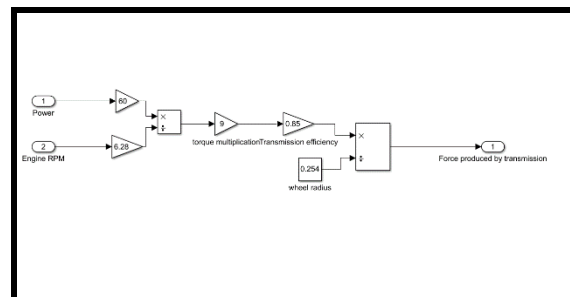 1
Power
60
×
÷
2
Engine RPM
6.28
9
torque multiplication
0.85
Transmission efficiency
0.254
wheel radius
×
÷
1
Force produced by transmission